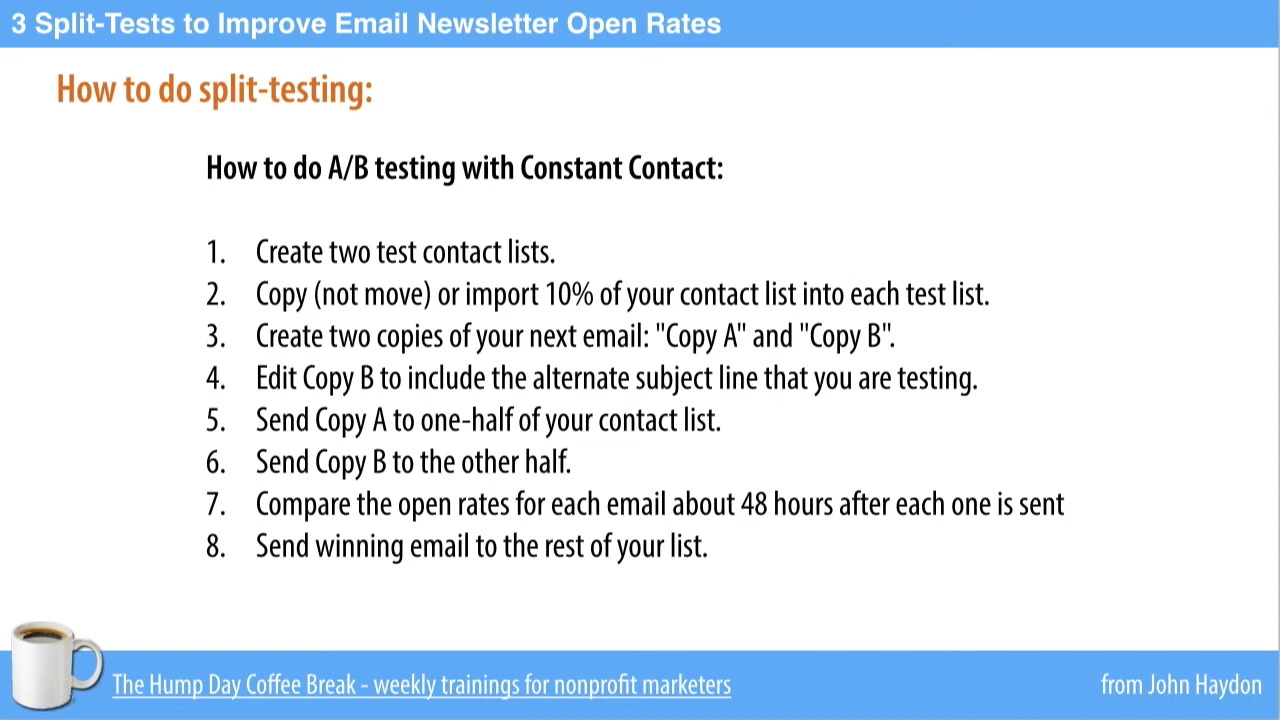 3 Split-Tests to Improve Email Newsletter Open Rates
How to do split-testing:
How to do A/B testing with Constant Contact:
1. Create two test contact lists.
2. Copy (not move) or import 10% of your contact list into each test list.
3. Create two copies of your next email: "Copy A" and "Copy B".
4. Edit Copy B to include the alternate subject line that you are testing.
5. Send Copy A to one-half of your contact list.
6. Send Copy B to the other half.
7. Compare the open rates for each email about 48 hours after each one is sent
8. Send winning email to the rest of your list.
The Hump Day Coffee Break - weekly trainings for nonprofit marketers
from John Haydon